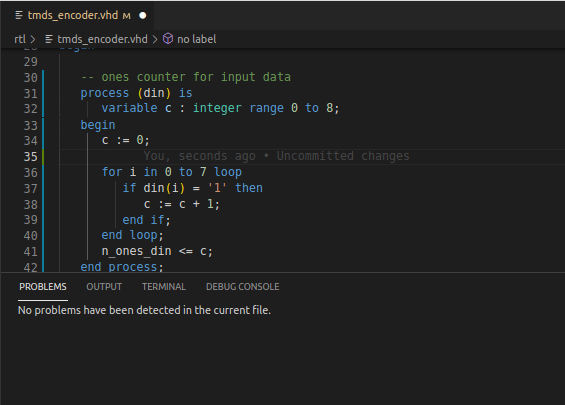 tmds_encoder.vhd M
rtl > tmds_encoder.vhd > no label
28 begin
29
30 -- ones counter for input data
31 process (din) is
32 variable c : integer range 0 to 8;
33 begin
34 c := 0;
35 You, seconds ago • Uncommitted changes
36 for i in 0 to 7 loop
37 if din(i) = '1' then
38 c := c + 1;
39 end if;
40 end loop;
41 n_ones_din <= c;
42 end process;
PROBLEMS OUTPUT TERMINAL DEBUG CONSOLE
No problems have been detected in the current file.